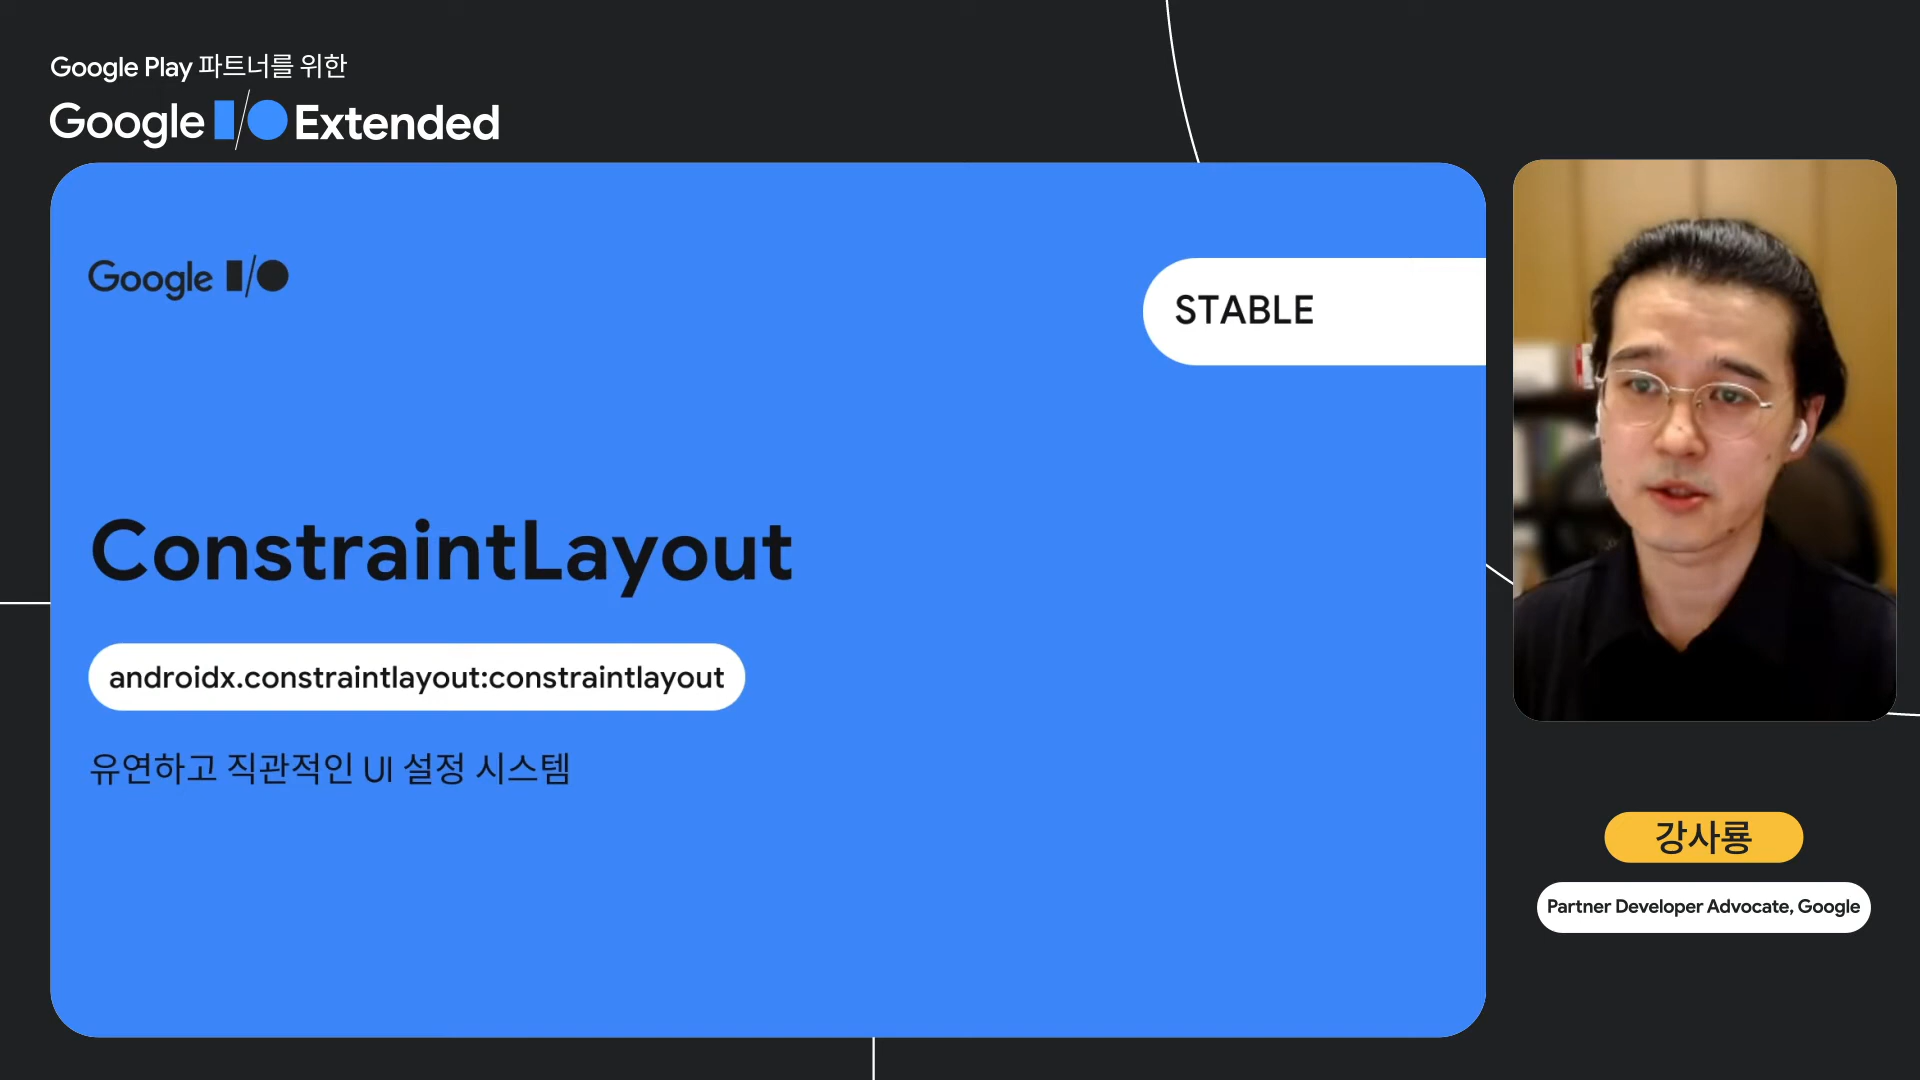 Google Play 파트너를 위한
Google I/O Extended
Google I/O
STABLE
ConstraintLayout
androidx.constraintlayout:constraintlayout
유연하고 직관적인 UI 설정 시스템
강사룡
Partner Developer Advocate, Google